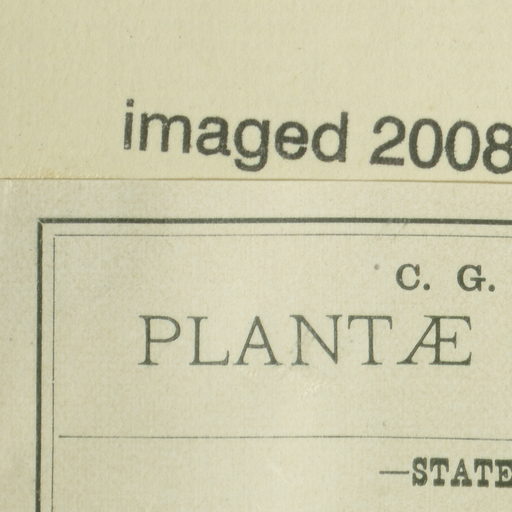 imaged 2008
C. G.
PLANTÆ
—STATE